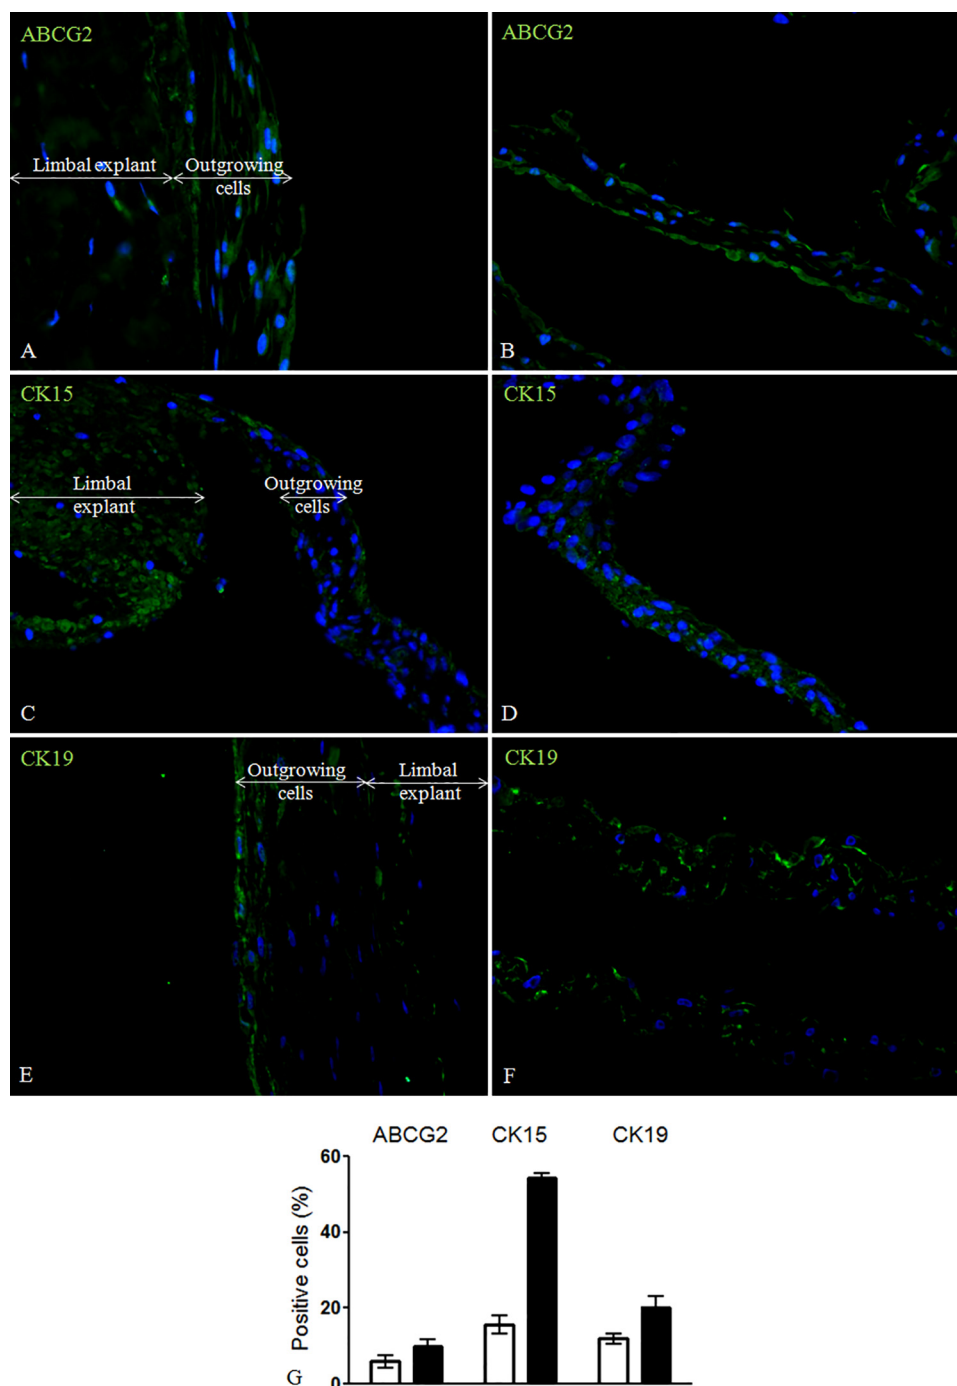 ABCG2
Limbal explant
Outgrowing
cells
A
ABCG2
B
CK15
Limbal
explant
Outgrowing
cells
C
CK15
D
CK19
Outgrowing
cells
Limbal
explant
E
CK19
F
ABCG2 CK15 CK19
60
40
20
0
Positive cells (%)
G